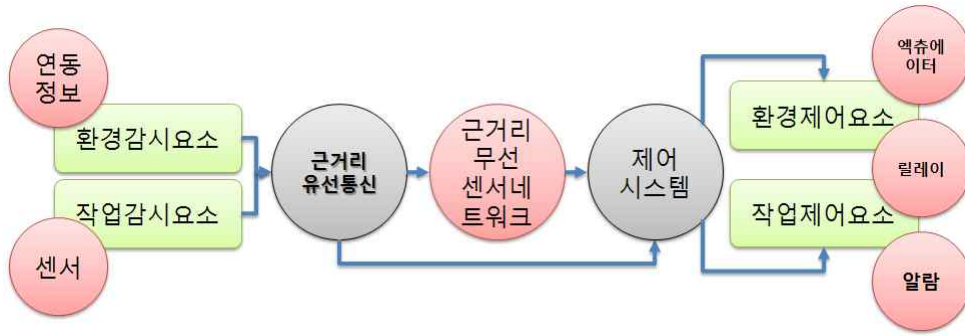 연동
정보
환경감시요소
작업감시요소
센서
근거리
유선통신
근거리
무선
센서네
트워크
제어
시스템
엑츄에
이터
환경제어요소
릴레이
작업제어요소
알람